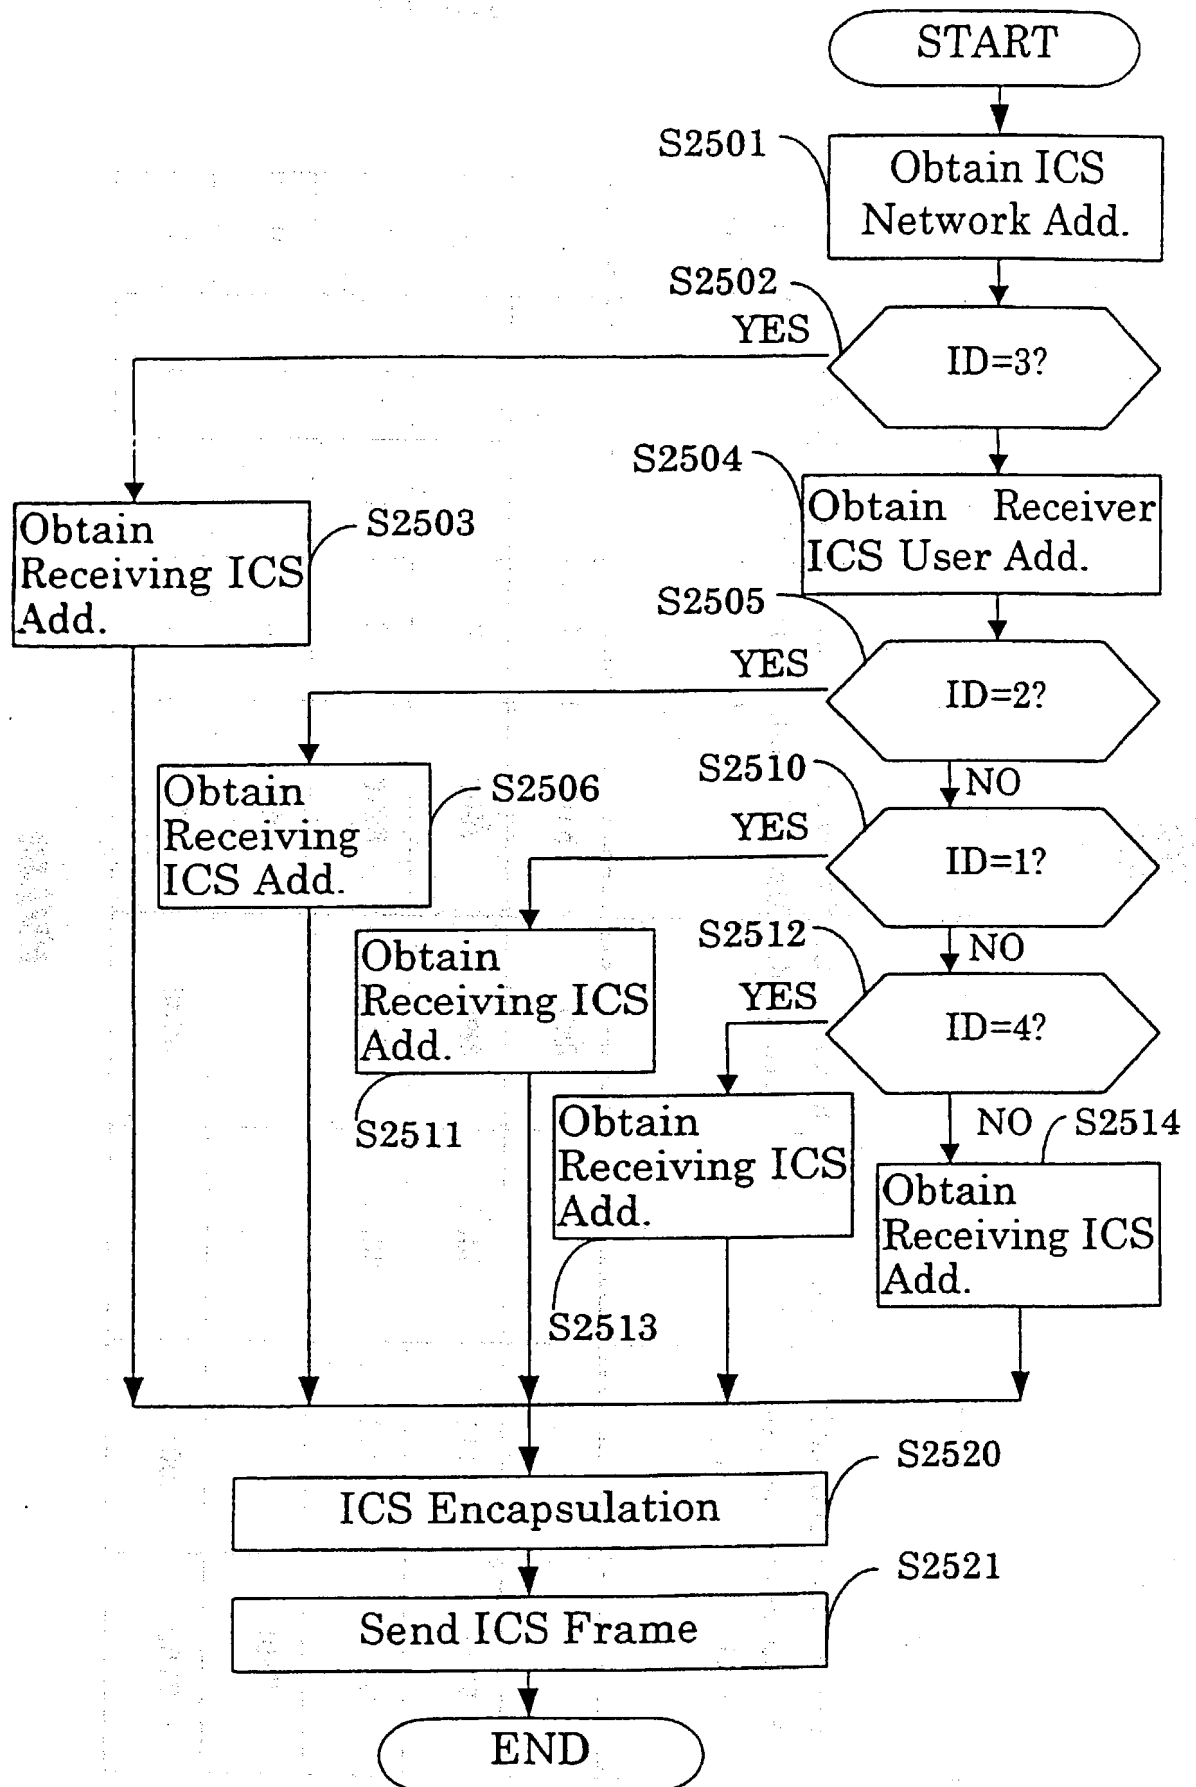 START
S2501
Obtain ICS
Network Add.
S2502
YES
ID=3?
S2504
Obtain Receiver
ICS User Add.
S2503
Obtain
Receiving ICS
Add.
S2505
YES
ID=2?
NO
S2506
Obtain
Receiving
ICS Add.
S2510
YES
ID=1?
NO
Obtain
Receiving ICS
Add.
S2511
S2512
YES
ID=4?
NO
S2514
Obtain
Receiving ICS
Add.
S2513
Obtain
Receiving ICS
Add.
S2520
ICS Encapsulation
S2521
Send ICS Frame
END